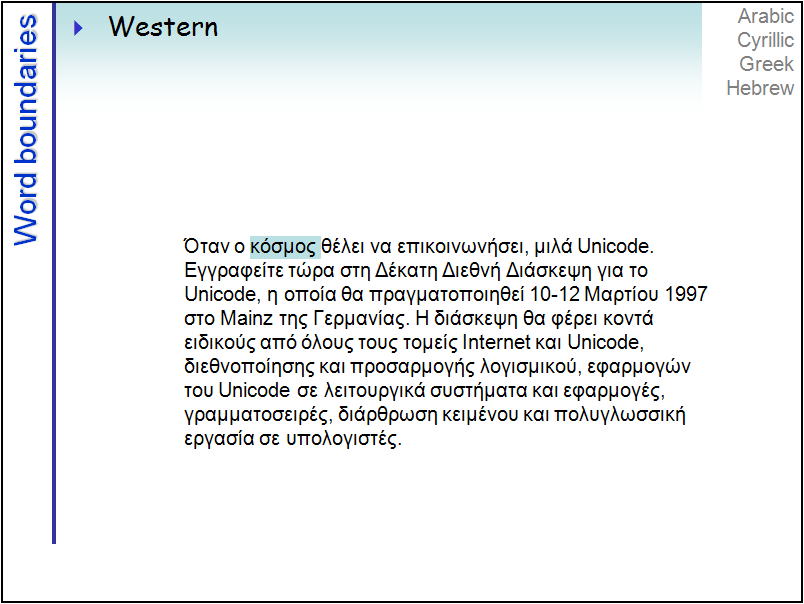 Word boundaries
Western
Arabic
Cyrillic
Greek
Hebrew
Όταν ο κόσμος θέλει να επικοινωνήσει, μιλά Unicode.
Εγγραφείτε τώρα στη Δέκατη Διεθνή Διάσκεψη για το
Unicode, η οποία θα πραγματοποιηθεί 10-12 Μαρτίου 1997
στο Mainz της Γερμανίας. Η διάσκεψη θα φέρει κοντά
ειδικούς από όλους τους τομείς Internet και Unicode,
διεθνοποίησης και προσαρμογής λογισμικού, εφαρμογών
του Unicode σε λειτουργικά συστήματα και εφαρμογές,
γραμματοσειρές, διάρθρωση κειμένου και πολυγλωσσική
εργασία σε υπολογιστές.